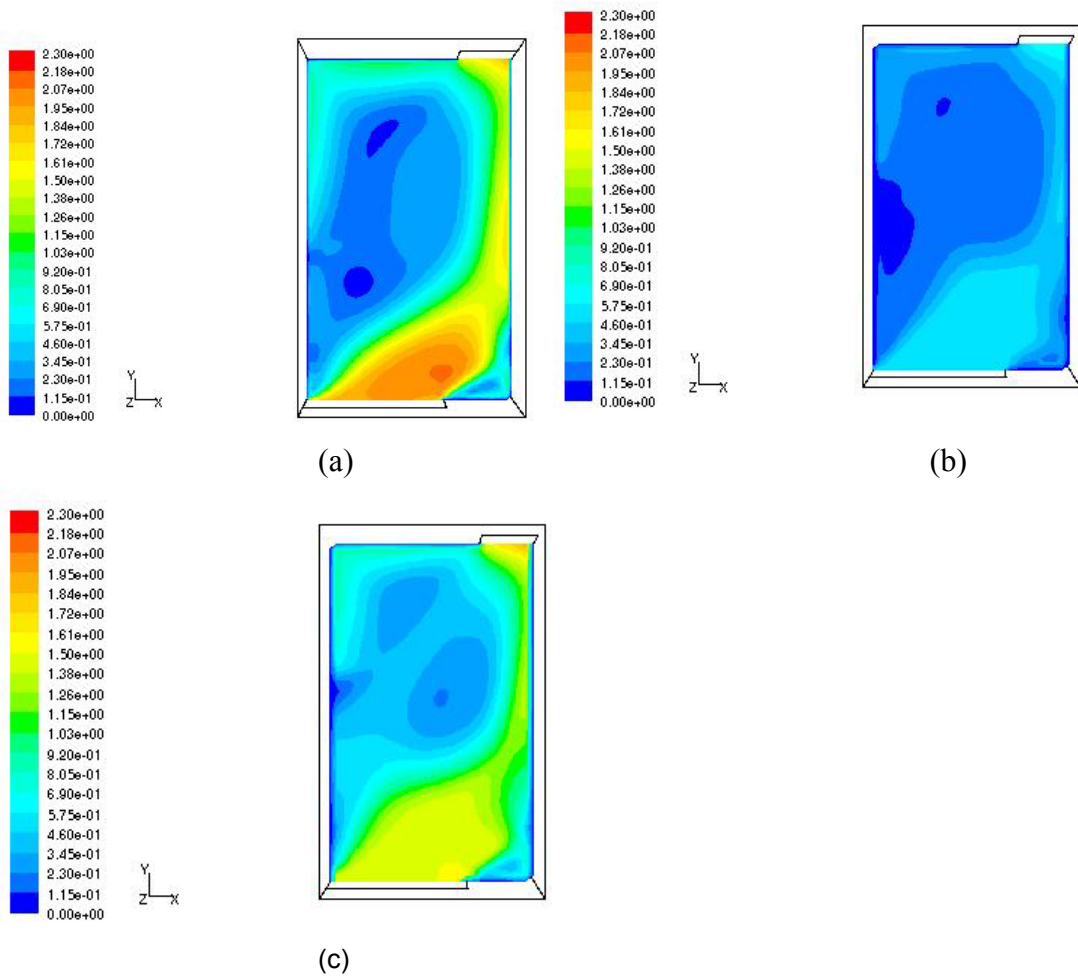 2.30e+00
2.18e+00
2.07e+00
1.95e+00
1.84e+00
1.72e+00
1.61e+00
1.50e+00
1.38e+00
1.26e+00
1.15e+00
1.03e+00
9.20e-01
8.05e-01
6.90e-01
5.75e-01
4.60e-01
3.45e-01
2.30e-01
1.15e-01
0.00e+00
Y
Z X
(a)
2.30e+00
2.18e+00
2.07e+00
1.95e+00
1.84e+00
1.72e+00
1.61e+00
1.50e+00
1.38e+00
1.26e+00
1.15e+00
1.03e+00
9.20e-01
8.05e-01
6.90e-01
5.75e-01
4.60e-01
3.45e-01
2.30e-01
1.15e-01
0.00e+00
Y
Z X
(b)
2.30e+00
2.18e+00
2.07e+00
1.95e+00
1.84e+00
1.72e+00
1.61e+00
1.50e+00
1.38e+00
1.26e+00
1.15e+00
1.03e+00
9.20e-01
8.05e-01
6.90e-01
5.75e-01
4.60e-01
3.45e-01
2.30e-01
1.15e-01
0.00e+00
Y
Z X
(c)